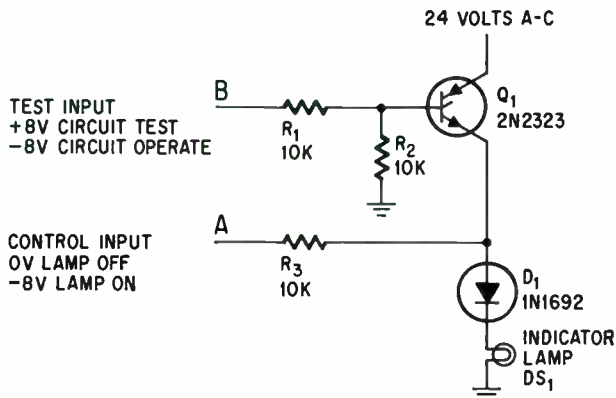 24 VOLTS A-C
B
TEST INPUT
+8V CIRCUIT TEST
-8V CIRCUIT OPERATE
R1
10K
R2
10K
Q1
2N2323
A
CONTROL INPUT
0V LAMP OFF
-8V LAMP ON
R3
10K
D1
1N1692
INDICATOR
LAMP
DS1